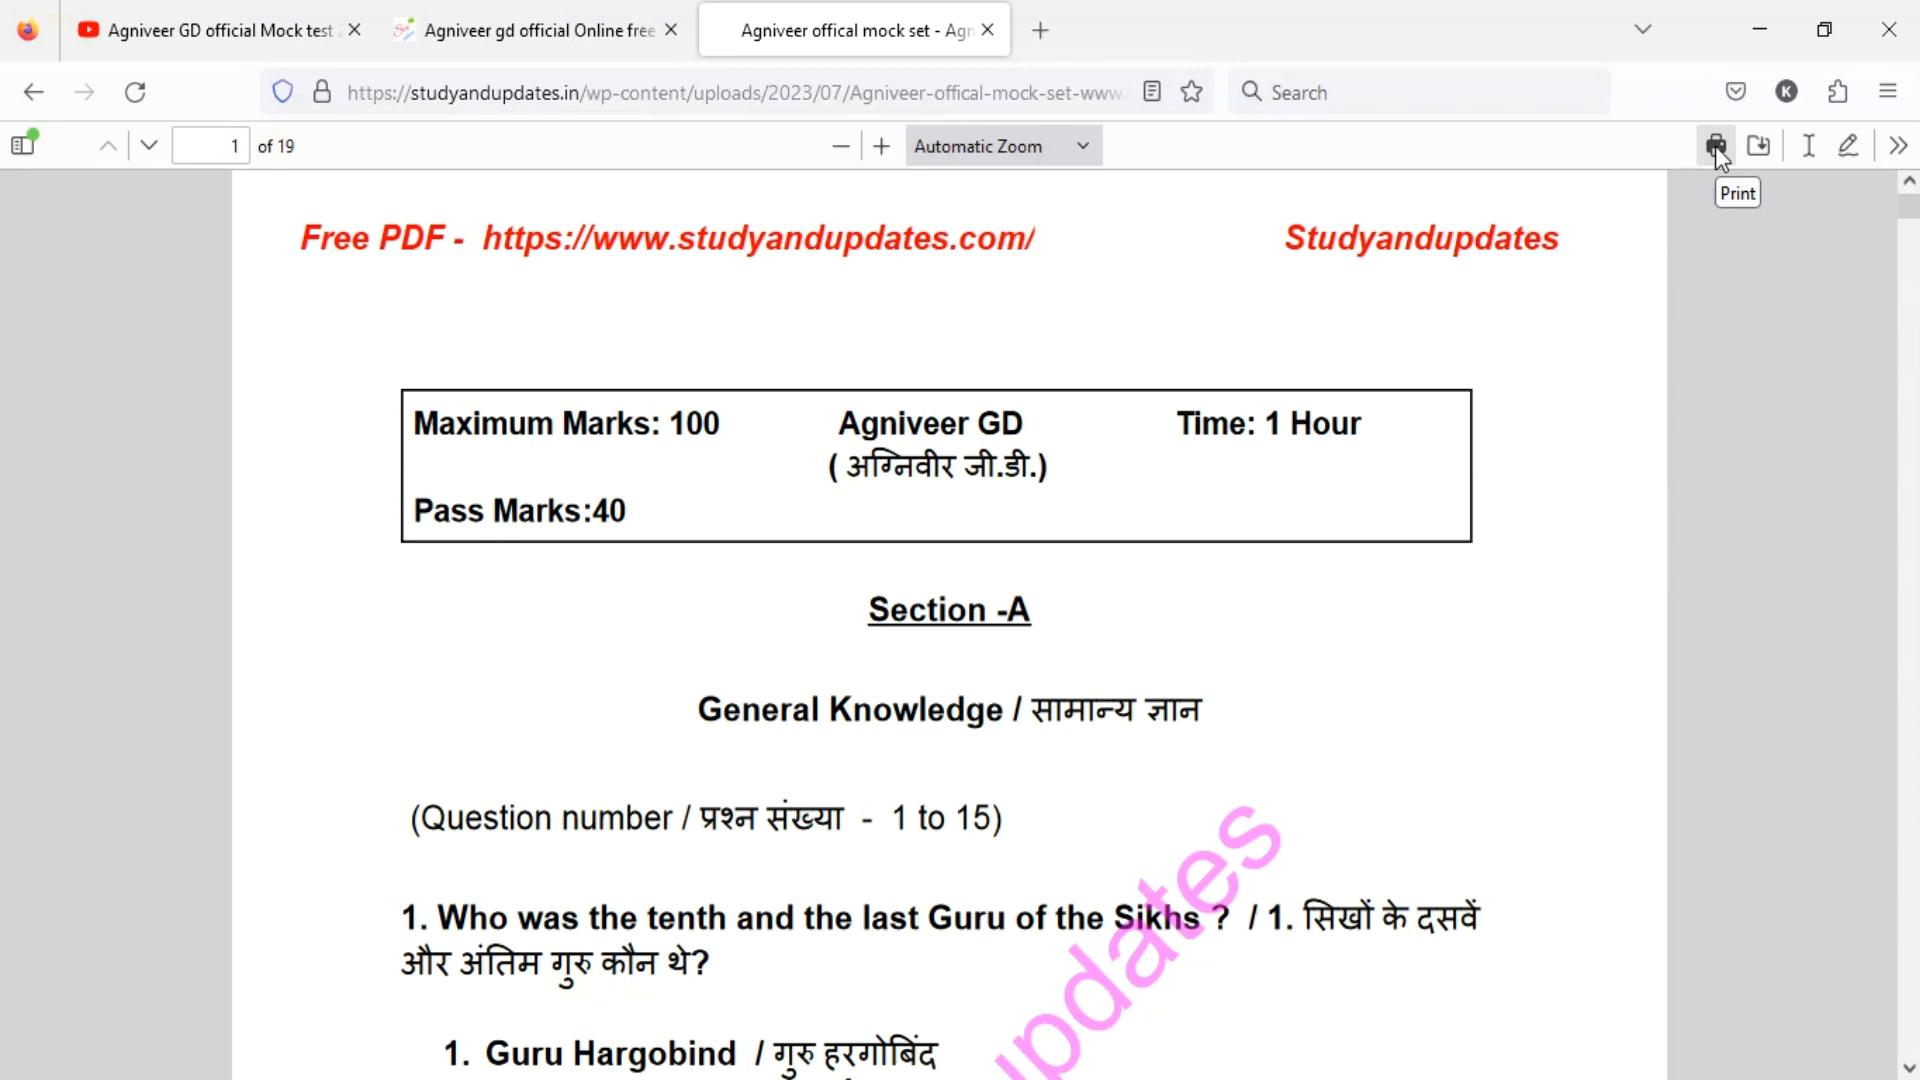 Agniveer GD official Mock test 2
Agniveer gd official Online free
Agniveer offical mock set - Agn
https://studyandupdates.in/wp-content/uploads/2023/07/Agniveer-offical-mock-set-www.
Search
K
1 of 19
Automatic Zoom
Print
Free PDF - https://www.studyandupdates.com/ Studyandupdates
Maximum Marks: 100 Agniveer GD Time: 1 Hour
( अग्निवीर जी.डी.)
Pass Marks:40
Section -A
General Knowledge / सामान्य ज्ञान
(Question number / प्रश्न संख्या - 1 to 15)
1. Who was the tenth and the last Guru of the Sikhs ? / 1. सिखों के दसवें
और अंतिम गुरु कौन थे?
1. Guru Hargobind / गुरु हरगोबिंद
updates